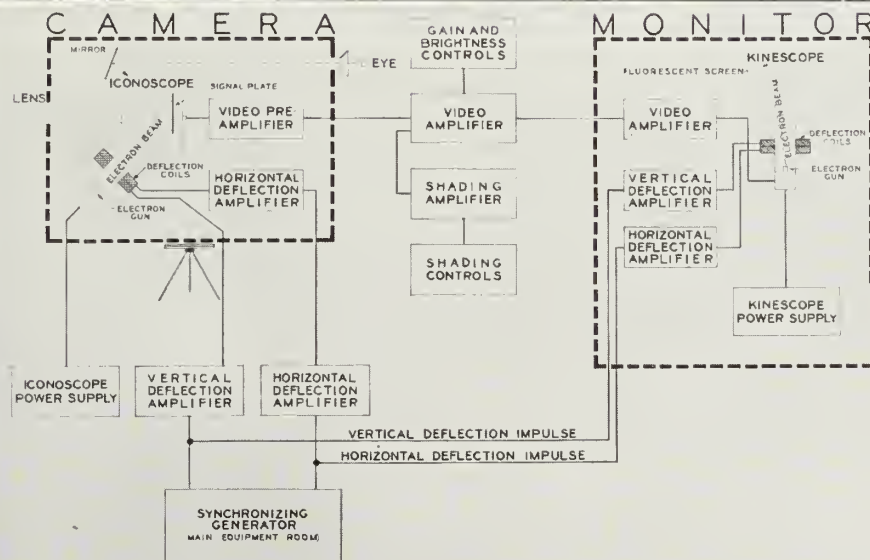 CAMERA
MONITOR
MIRROR
EYE
ICONOSCOPE
SIGNAL PLATE
LENS
VIDEO PRE
AMPLIFIER
ELECTRON BEAM
DEFLECTION
COILS
HORIZONTAL
DEFLECTION
AMPLIFIER
ELECTRON
GUN
GAIN AND
BRIGHTNESS
CONTROLS
VIDEO
AMPLIFIER
SHADING
AMPLIFIER
SHADING
CONTROLS
KINESCOPE
FLUORESCENT SCREEN
ELECTRON BEAM
VIDEO
AMPLIFIER
DEFLECTION
COILS
ELECTRON
GUN
VERTICAL
DEFLECTION
AMPLIFIER
HORIZONTAL
DEFLECTION
AMPLIFIER
KINESCOPE
POWER SUPPLY
ICONOSCOPE
POWER SUPPLY
VERTICAL
DEFLECTION
AMPLIFIER
HORIZONTAL
DEFLECTION
AMPLIFIER
VERTICAL DEFLECTION IMPULSE
HORIZONTAL DEFLECTION IMPULSE
SYNCHRONIZING
GENERATOR
MAIN EQUIPMENT ROOM)